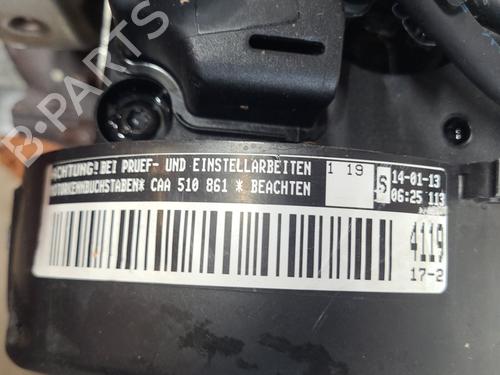 ACHTUNG! BEI PRUEF- UND EINSTELLARBEITEN
MOTORKENNBUCHSTABEN* CAA 510 861 * BEACHTEN
1 19
S
14-01-13
06:25 113
4119
17-2
B-PARTS